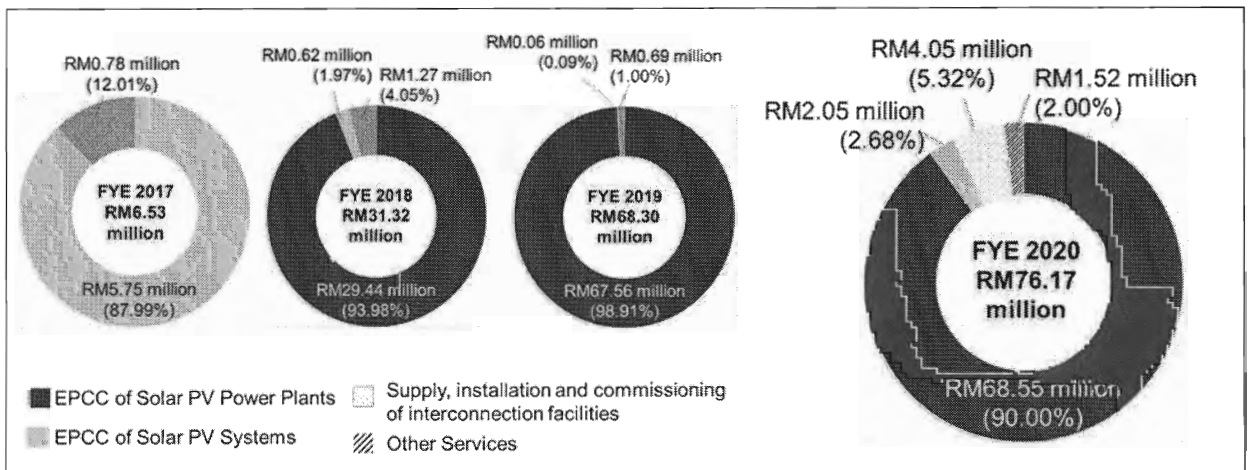 RM0.78 million
(12.01%)
FYE 2017
RM6.53
million
RM5.75 million
(87.99%)
RM0.62 million
(1.97%)
RM1.27 million
(4.05%)
FYE 2018
RM31.32
million
RM29.44 million
(93.98%)
RM0.06 million
(0.09%)
RM0.69 million
(1.00%)
FYE 2019
RM68.30
million
RM67.56 million
(98.91%)
RM4.05 million
(5.32%)
RM1.52 million
(2.00%)
RM2.05 million
(2.68%)
FYE 2020
RM76.17
million
RM68.55 million
(90.00%)
EPCC of Solar PV Power Plants
EPCC of Solar PV Systems
Supply, installation and commissioning
of interconnection facilities
Other Services